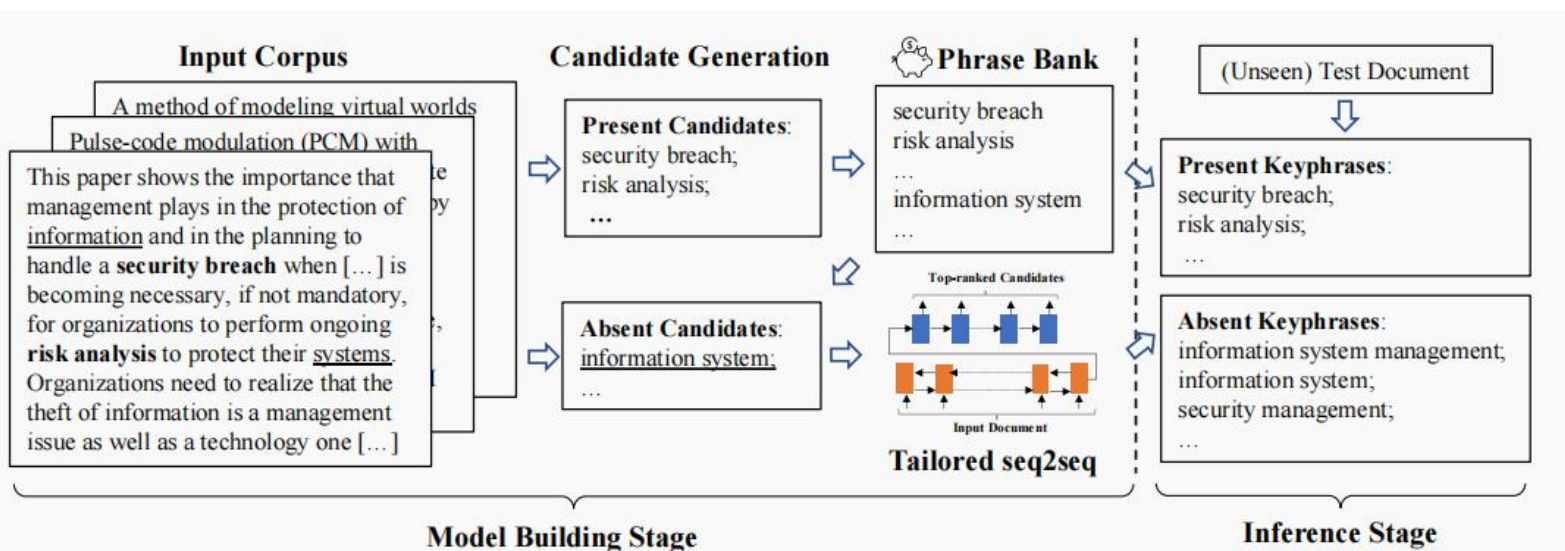 Input Corpus
A method of modeling virtual worlds
Pulse-code modulation (PCM) with
This paper shows the importance that
management plays in the protection of
information and in the planning to
handle a security breach when [...] is
becoming necessary, if not mandatory,
for organizations to perform ongoing
risk analysis to protect their systems.
Organizations need to realize that the
theft of information is a management
issue as well as a technology one [...]
Candidate Generation
Present Candidates:
security breach;
risk analysis;
...
Absent Candidates:
information system;
...
Phrase Bank
security breach
risk analysis
...
information system
...
Top-ranked Candidates
Input Document
Tailored seq2seq
Model Building Stage
(Unseen) Test Document
Present Keyphrases:
security breach;
risk analysis;
...
Absent Keyphrases:
information system management;
information system;
security management;
...
Inference Stage